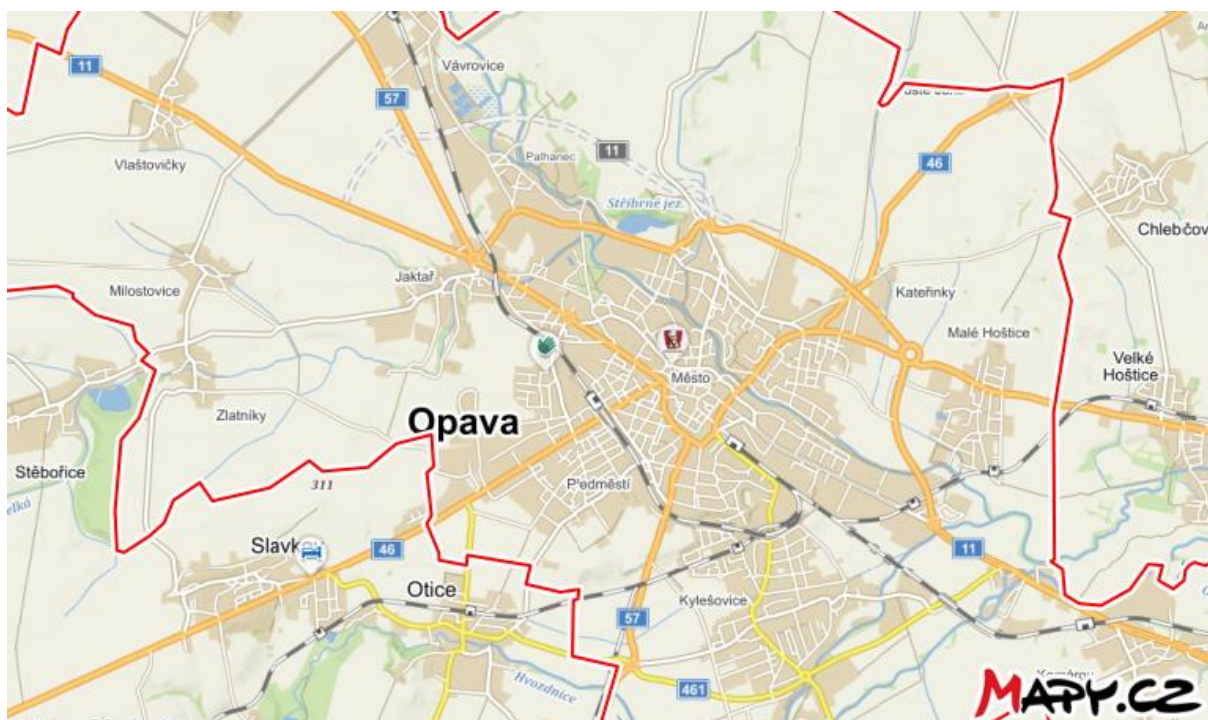 11
Vávrovice
57
Vlaštovičky
Palhanec
11
46
Stříbrné jez.
Chlebčov
Jaktař
Milostovice
Kateřinky
Malé Hoštice
Město
Velké
Hoštice
Zlatníky
Opava
Stěbořice
311
Předměstí
Slavkov
46
11
Otice
Kylešovice
57
Hvozdnice
461
MAPY.CZ